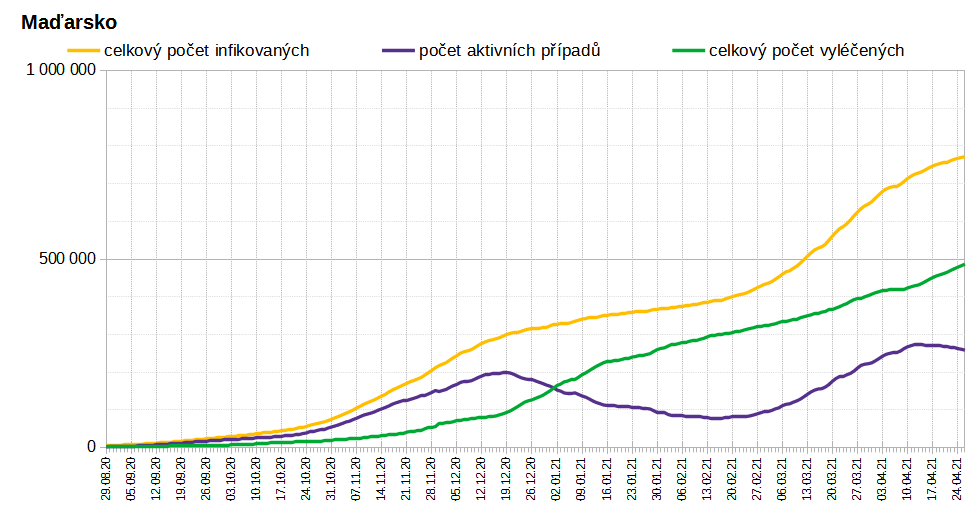 Maďarsko
celkový počet infikovaných počet aktivních případů celkový počet vyléčených
1 000 000
500 000
0
29.08.20 05.09.20 12.09.20 19.09.20 26.09.20 03.10.20 10.10.20 17.10.20 24.10.20 31.10.20 07.11.20 14.11.20 21.11.20 28.11.20 05.12.20 12.12.20 19.12.20 26.12.20 02.01.21 09.01.21 16.01.21 23.01.21 30.01.21 06.02.21 13.02.21 20.02.21 27.02.21 06.03.21 13.03.21 20.03.21 27.03.21 03.04.21 10.04.21 17.04.21 24.04.21